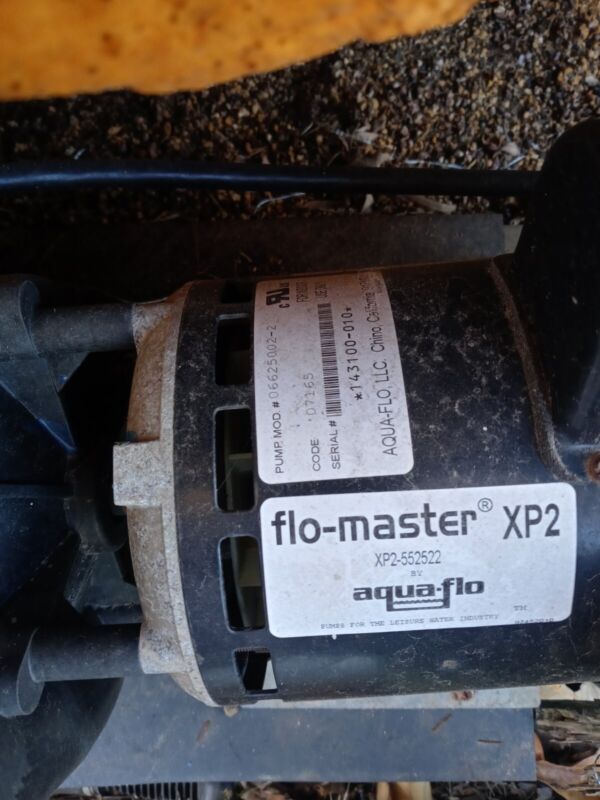 PUMP MOD.# 06625002-2
CODE D7165
SERIAL#
*143100-010*
AQUA-FLO, LLC. Chino, California
flo-master® XP2
XP2-552522
BY
aqua·flo
TM
PUMPS FOR THE LEISURE WATER INDUSTRY